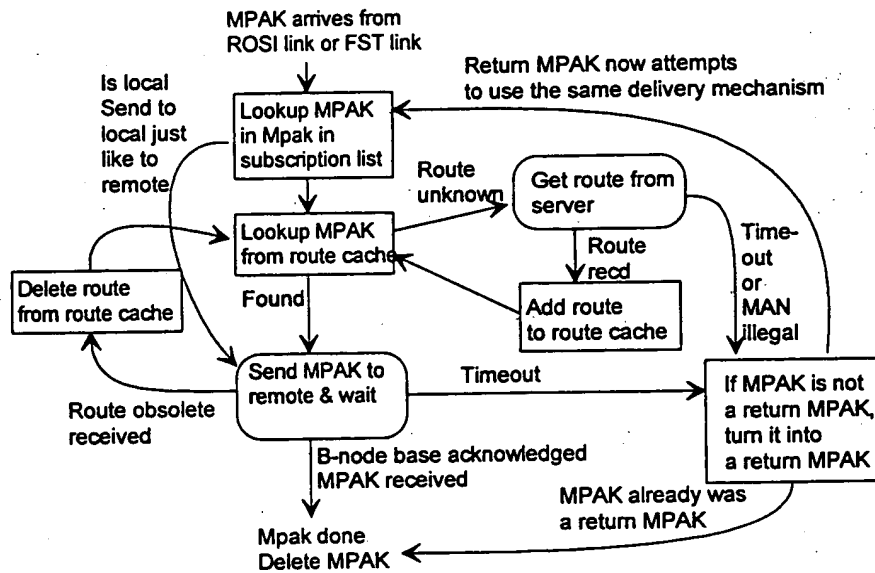 MPAK arrives from
ROSI link or FST link
Is local
Send to
local just
like to
remote
Return MPAK now attempts
to use the same delivery mechanism
Lookup MPAK
in Mpak in
subscription list
Route
unknown
Get route from
server
Lookup MPAK
from route cache
Route
recd
Time-
out
or
MAN
illegal
Delete route
from route cache
Found
Add route
to route cache
Send MPAK to
remote & wait
Timeout
If MPAK is not
a return MPAK,
turn it into
a return MPAK
Route obsolete
received
B-node base acknowledged
MPAK received
MPAK already was
a return MPAK
Mpak done
Delete MPAK